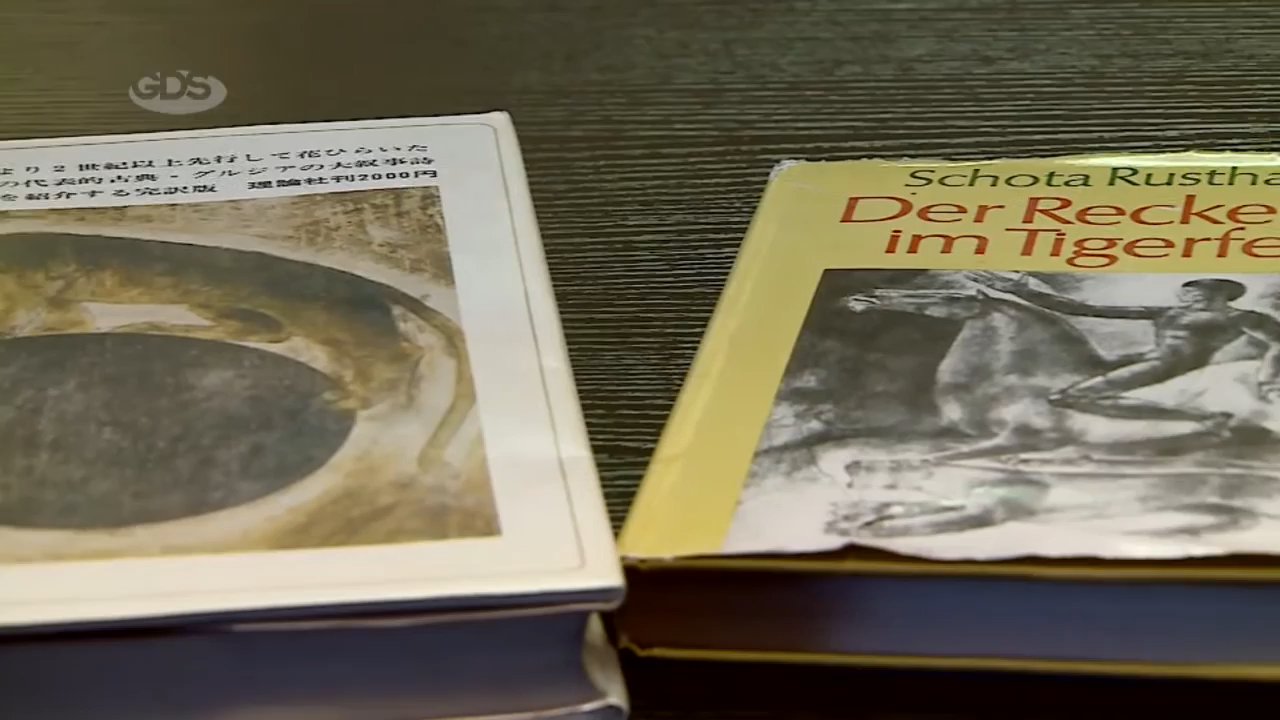 GDS
より2世紀以上先行して花ひらいた
の代表的古典・グルジアの大叙事詩
を紹介する完訳版 理論社刊2000円
Schota Rustha
Der Recke
im Tigerfe